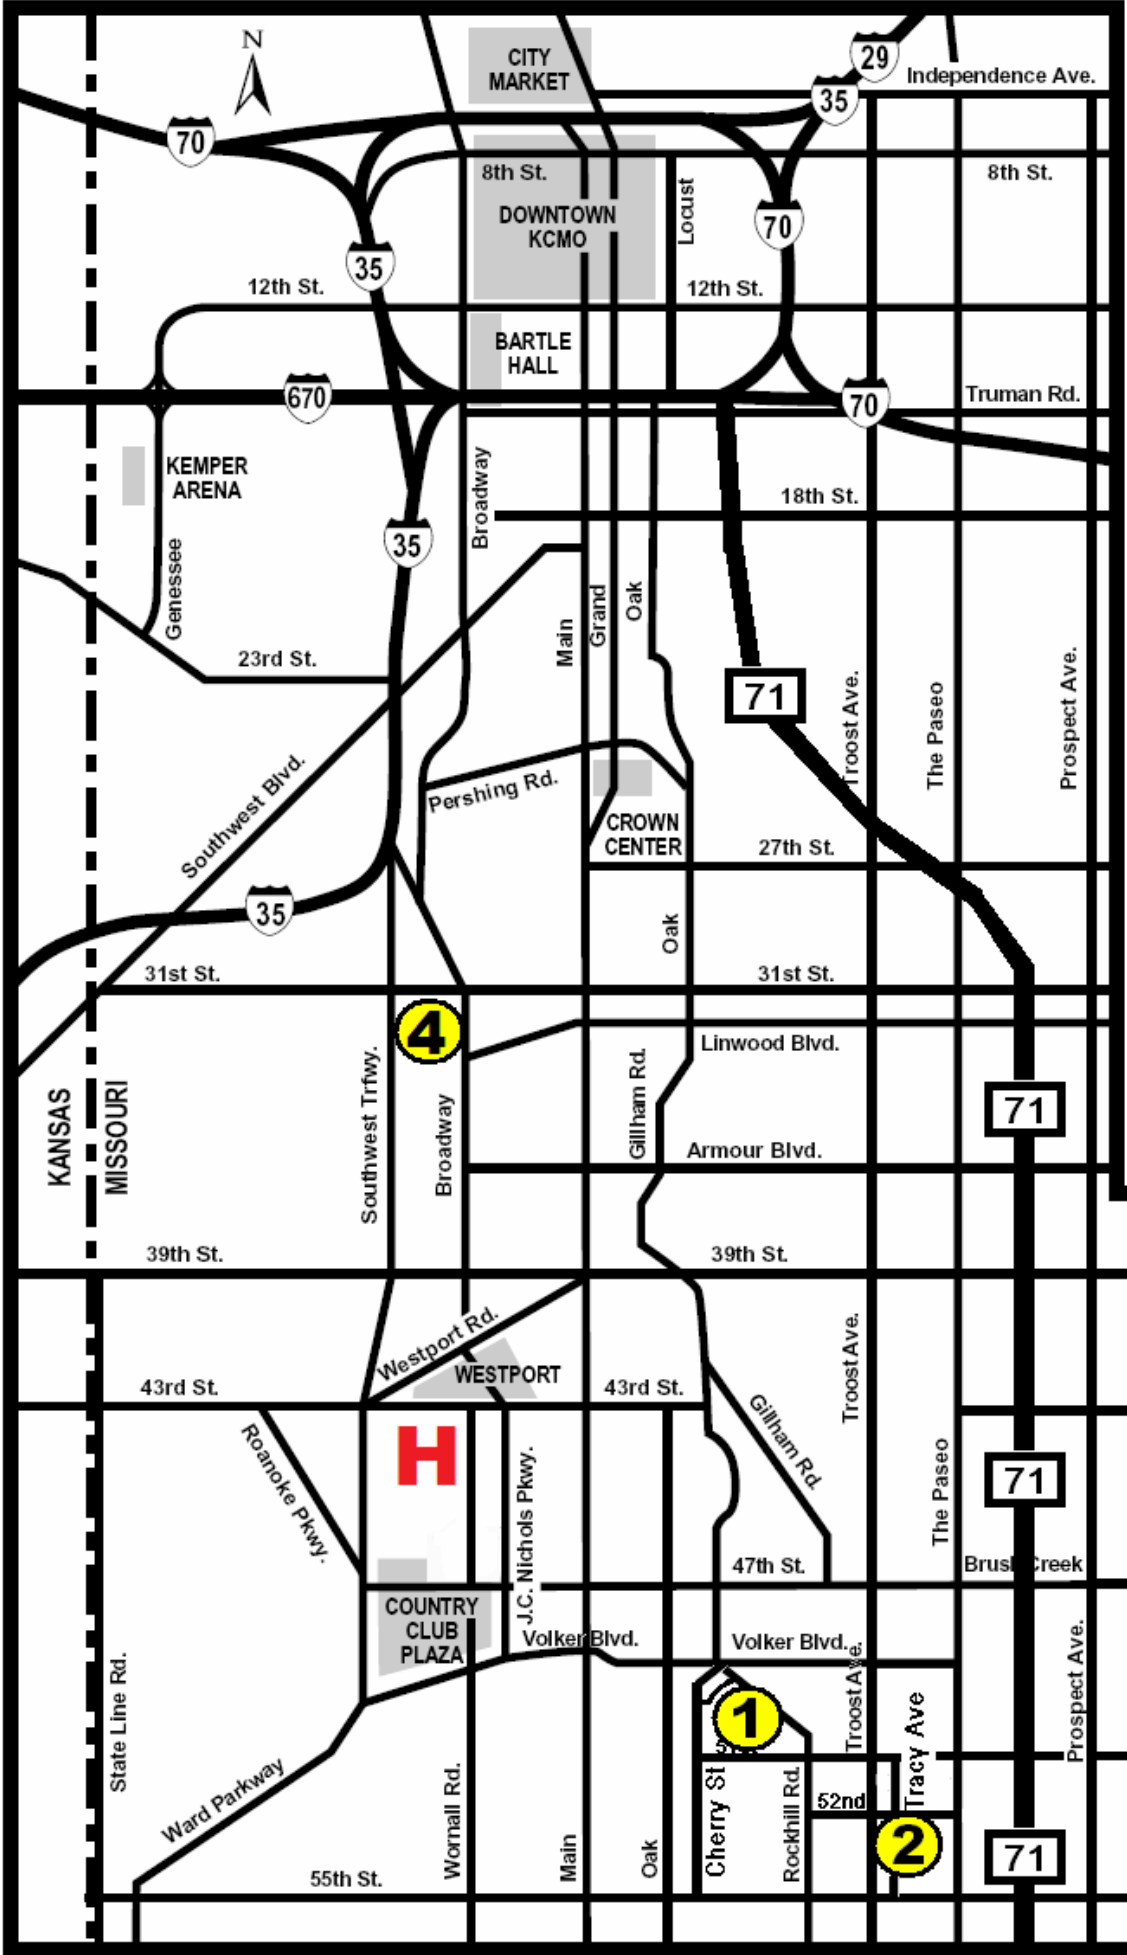 N
CITY
MARKET
29
Independence Ave.
35
70
8th St.
8th St.
DOWNTOWN
KCMO
Locust
70
35
12th St.
12th St.
BARTLE
HALL
670
70
Truman Rd.
KEMPER
ARENA
Broadway
18th St.
35
Genessee
Main
Grand
Oak
23rd St.
71
Troost Ave.
The Paseo
Prospect Ave.
Southwest Blvd.
Pershing Rd.
CROWN
CENTER
27th St.
35
Oak
31st St.
31st St.
4
Linwood Blvd.
KANSAS
MISSOURI
Southwest Trfwy.
Broadway
Gillham Rd.
71
Armour Blvd.
39th St.
39th St.
Westport Rd.
WESTPORT
43rd St.
43rd St.
Troost Ave.
Roanoke Pkwy.
H
J.C. Nichols Pkwy.
Gillham Rd.
The Paseo
71
47th St.
Brush Creek
COUNTRY
CLUB
PLAZA
Volker Blvd.
Volker Blvd.
State Line Rd.
1
Troost Ave.
Tracy Ave
Prospect Ave.
Ward Parkway
Wornall Rd.
Main
Oak
Cherry St
Rockhill Rd.
52nd
2
71
55th St.